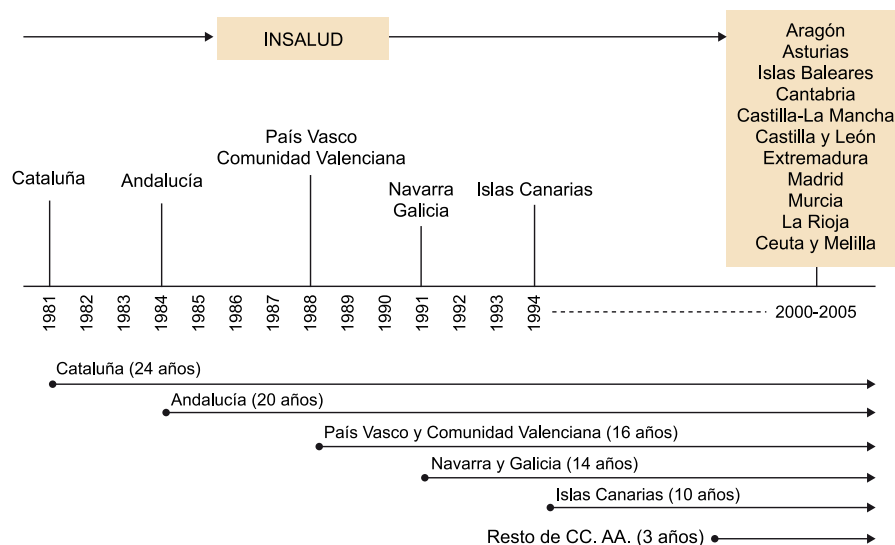 INSALUD
Aragón
Asturias
Islas Baleares
Cantabria
Castilla-La Mancha
Castilla y León
Extremadura
Madrid
Murcia
La Rioja
Ceuta y Melilla
Cataluña
Andalucía
País Vasco
Comunidad Valenciana
Navarra
Galicia
Islas Canarias
1981
1982
1983
1984
1985
1986
1987
1988
1989
1990
1991
1992
1993
1994
2000-2005
Cataluña (24 años)
Andalucía (20 años)
País Vasco y Comunidad Valenciana (16 años)
Navarra y Galicia (14 años)
Islas Canarias (10 años)
Resto de CC. AA. (3 años)